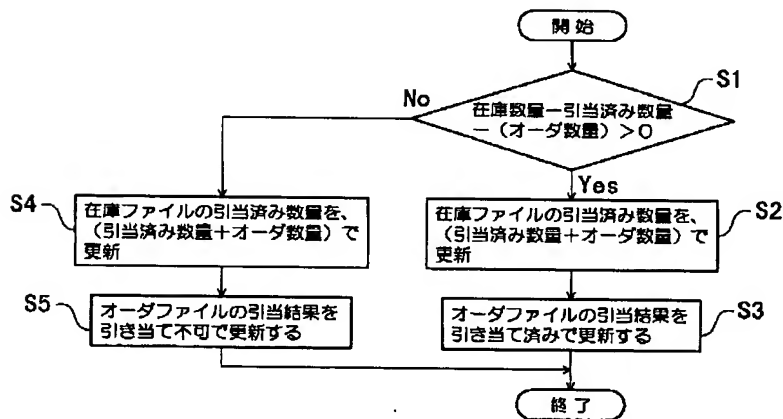 開始
S1
No
在庫数量－引当済み数量
－（オーダ数量）＞０
Yes
S4
在庫ファイルの引当済み数量を、
（引当済み数量＋オーダ数量）で
更新
S2
在庫ファイルの引当済み数量を、
（引当済み数量＋オーダ数量）で
更新
S5
オーダファイルの引当結果を
引き当て不可で更新する
S3
オーダファイルの引当結果を
引き当て済みで更新する
終了